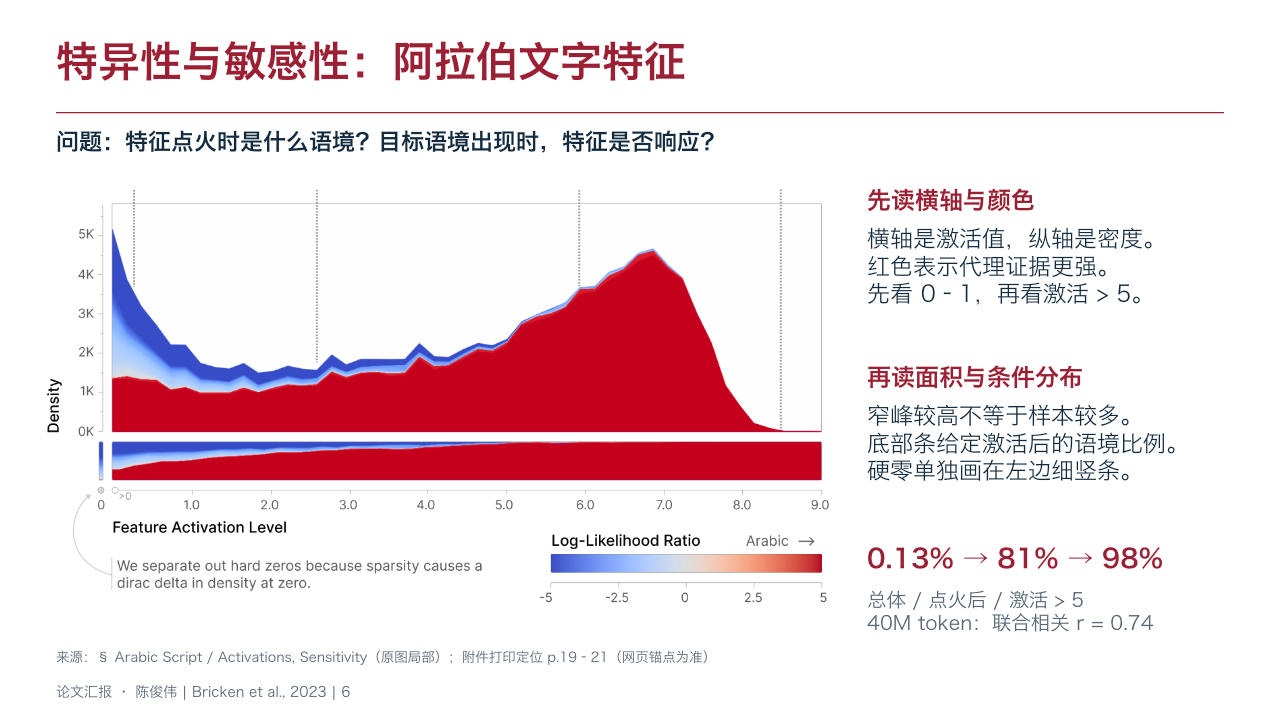 特异性与敏感性：阿拉伯文字特征
问题：特征点火时是什么语境？目标语境出现时，特征是否响应？
Density
5K
4K
3K
2K
1K
0K
>0
0
1.0
2.0
3.0
4.0
5.0
6.0
7.0
8.0
9.0
Feature Activation Level
We separate out hard zeros because sparsity causes a
dirac delta in density at zero.
Log-Likelihood Ratio
Arabic →
-5
-2.5
0
2.5
5
先读横轴与颜色
横轴是激活值，纵轴是密度。
红色表示代理证据更强。
先看 0 - 1，再看激活 > 5。
再读面积与条件分布
窄峰较高不等于样本较多。
底部条给定激活后的语境比例。
硬零单独画在左边细竖条。
0.13% → 81% → 98%
总体 / 点火后 / 激活 > 5
40M token：联合相关 r = 0.74
来源： § Arabic Script / Activations, Sensitivity（原图局部）；附件打印定位 p.19 - 21（网页锚点为准）
论文汇报 · 陈俊伟 | Bricken et al., 2023 | 6